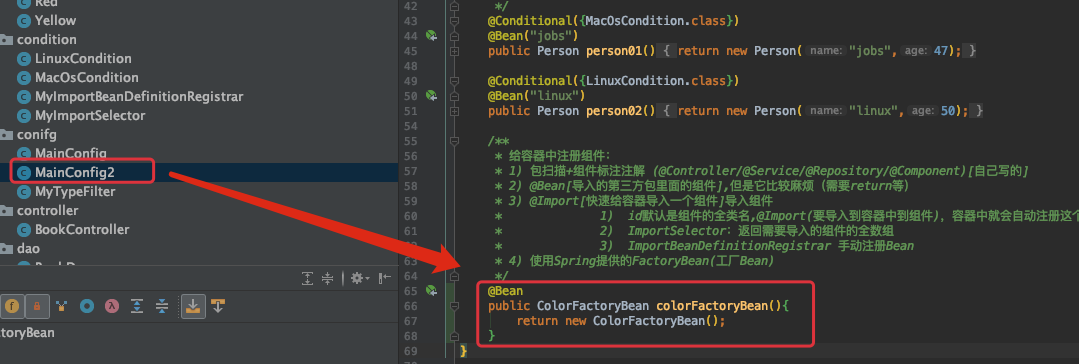 Red
Yellow
condition
LinuxCondition
MacOsCondition
MyImportBeanDefinitionRegistrar
MyImportSelector
conifg
MainConfig
MainConfig2
MyTypeFilter
controller
BookController
dao
toryBean
42 */
43 @Conditional({MacOsCondition.class})
44 @Bean("jobs")
45 public Person person01() { return new Person( name: "jobs", age: 47); }
48
49 @Conditional({LinuxCondition.class})
50 @Bean("linux")
51 public Person person02() { return new Person( name: "linux", age: 50); }
54
55 /**
56 * 给容器中注册组件：
57 * 1) 包扫描+组件标注注解 (@Controller/@Service/@Repository/@Component)[自己写的]
58 * 2) @Bean[导入的第三方包里面的组件],但是它比较麻烦（需要return等）
59 * 3) @Import[快速给容器导入一个组件]导入组件
60 * 1) id默认是组件的全类名,@Import(要导入到容器中到组件)，容器中就会自动注册这个
61 * 2) ImportSelector：返回需要导入的组件的全数组
62 * 3) ImportBeanDefinitionRegistrar 手动注册Bean
63 * 4) 使用Spring提供的FactoryBean(工厂Bean)
64 */
65 @Bean
66 public ColorFactoryBean colorFactoryBean(){
67 return new ColorFactoryBean();
68 }
69 }